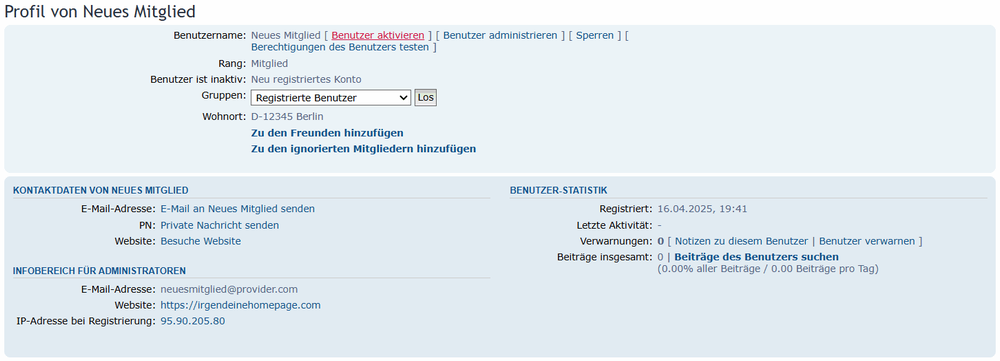 Profil von Neues Mitglied
Benutzername: Neues Mitglied [ Benutzer aktivieren ] [ Benutzer administrieren ] [ Sperren ] [
Berechtigungen des Benutzers testen ]
Rang: Mitglied
Benutzer ist inaktiv: Neu registriertes Konto
Gruppen: Registrierte Benutzer Los
Wohnort: D-12345 Berlin
Zu den Freunden hinzufügen
Zu den ignorierten Mitgliedern hinzufügen
KONTAKTDATEN VON NEUES MITGLIED
E-Mail-Adresse: E-Mail an Neues Mitglied senden
PN: Private Nachricht senden
Website: Besuche Website
INFOBEREICH FÜR ADMINISTRATOREN
E-Mail-Adresse: neuesmitglied@provider.com
Website: https://irgendeinehomepage.com
IP-Adresse bei Registrierung: 95.90.205.80
BENUTZER-STATISTIK
Registriert: 16.04.2025, 19:41
Letzte Aktivität: -
Verwarnungen: 0 [ Notizen zu diesem Benutzer | Benutzer verwarnen ]
Beiträge insgesamt: 0 | Beiträge des Benutzers suchen
(0.00% aller Beiträge / 0.00 Beiträge pro Tag)